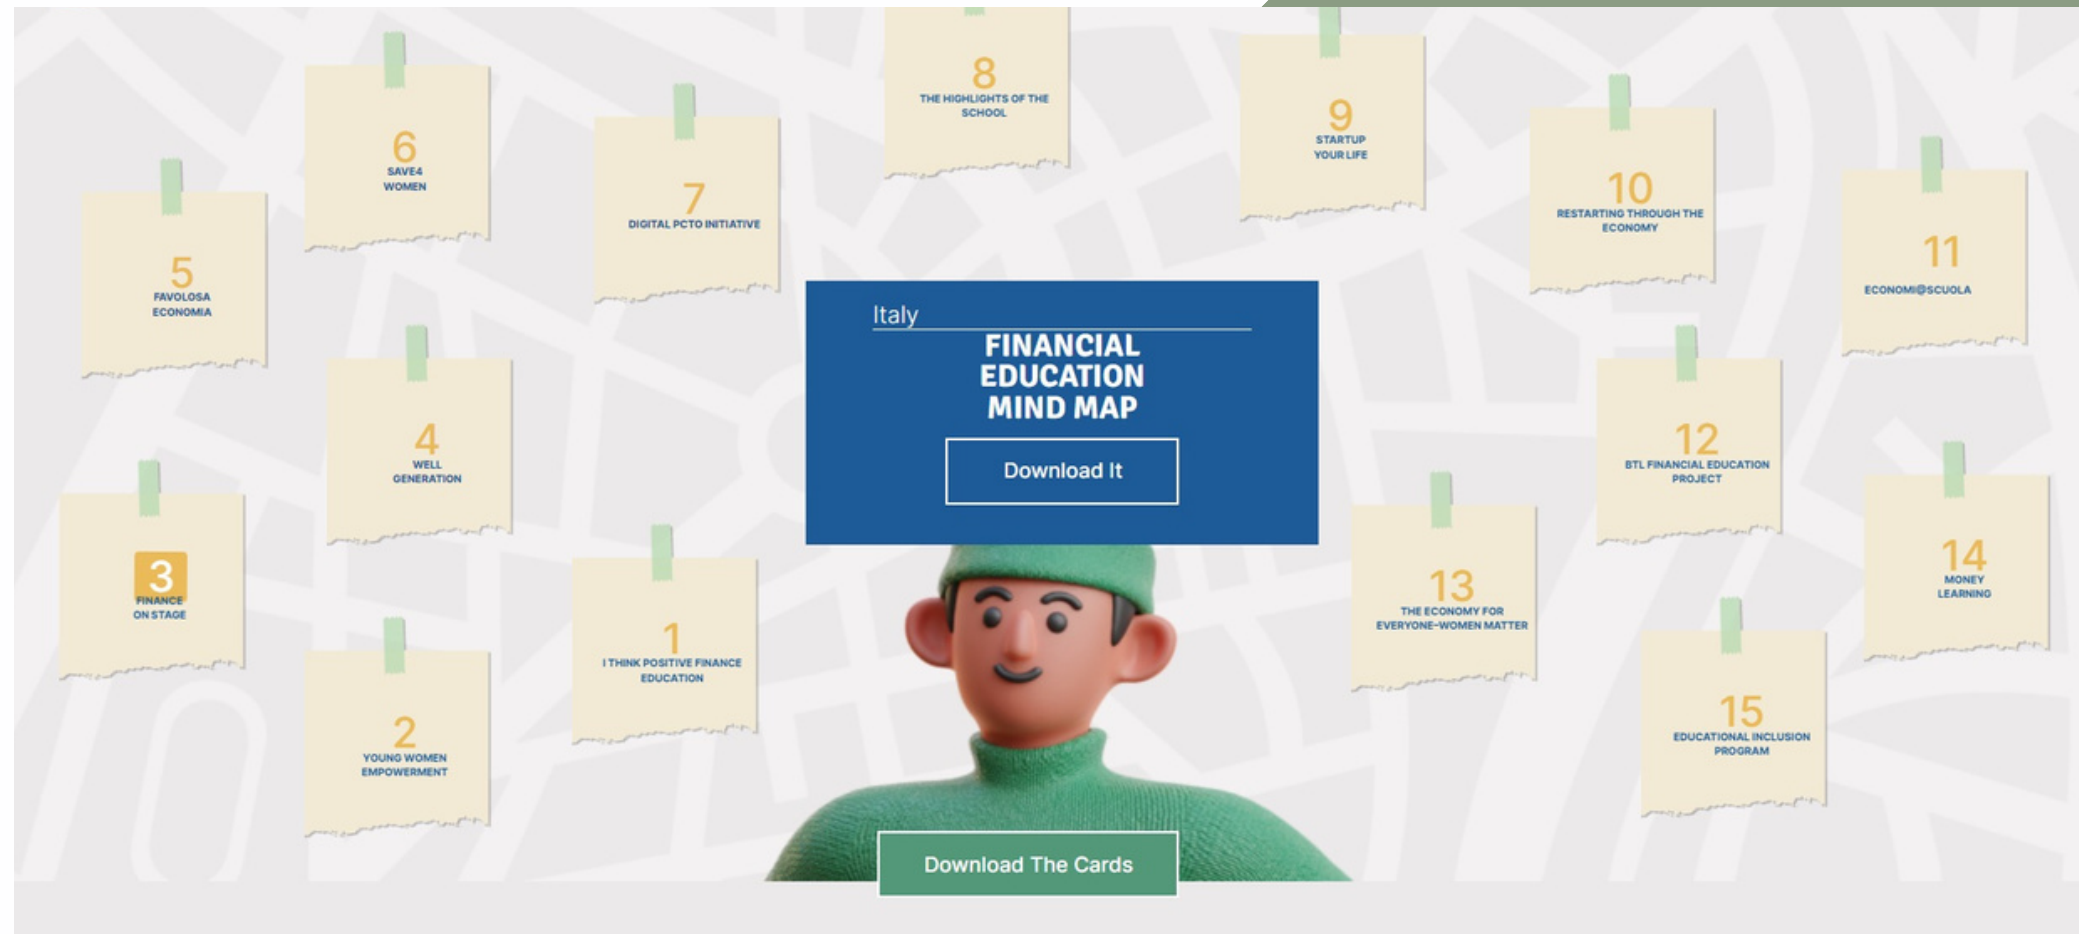 8
THE HIGHLIGHTS OF THE
SCHOOL
9
STARTUP
YOUR LIFE
6
SAVE4
WOMEN
7
DIGITAL PCTO INITIATIVE
10
RESTARTING THROUGH THE
ECONOMY
11
ECONOMI@SCUOLA
5
FAVOLOSA
ECONOMIA
Italy
FINANCIAL
EDUCATION
MIND MAP
Download It
4
WELL
GENERATION
12
BTL FINANCIAL EDUCATION
PROJECT
3
FINANCE
ON STAGE
13
THE ECONOMY FOR
EVERYONE-WOMEN MATTER
14
MONEY
LEARNING
1
I THINK POSITIVE FINANCE
EDUCATION
2
YOUNG WOMEN
EMPOWERMENT
15
EDUCATIONAL INCLUSION
PROGRAM
Download The Cards